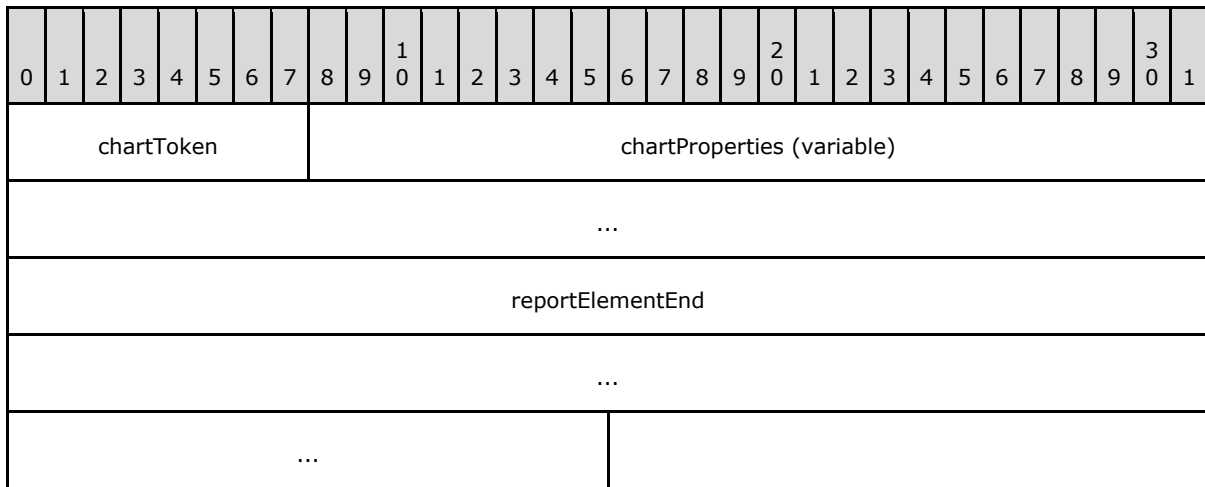 1 2 3
0 1 2 3 4 5 6 7 8 9 0 1 2 3 4 5 6 7 8 9 0 1 2 3 4 5 6 7 8 9 0 1
chartToken chartProperties (variable)
...
reportElementEnd
...
...